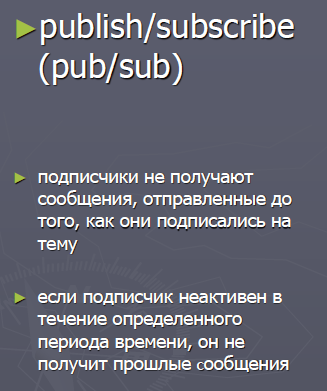 ►publish/subscribe
(pub/sub)
► подписчики не получают
сообщения, отправленные до
того, как они подписались на
тему
► если подписчик неактивен в
течение определенного
периода времени, он не
получит прошлые сообщения